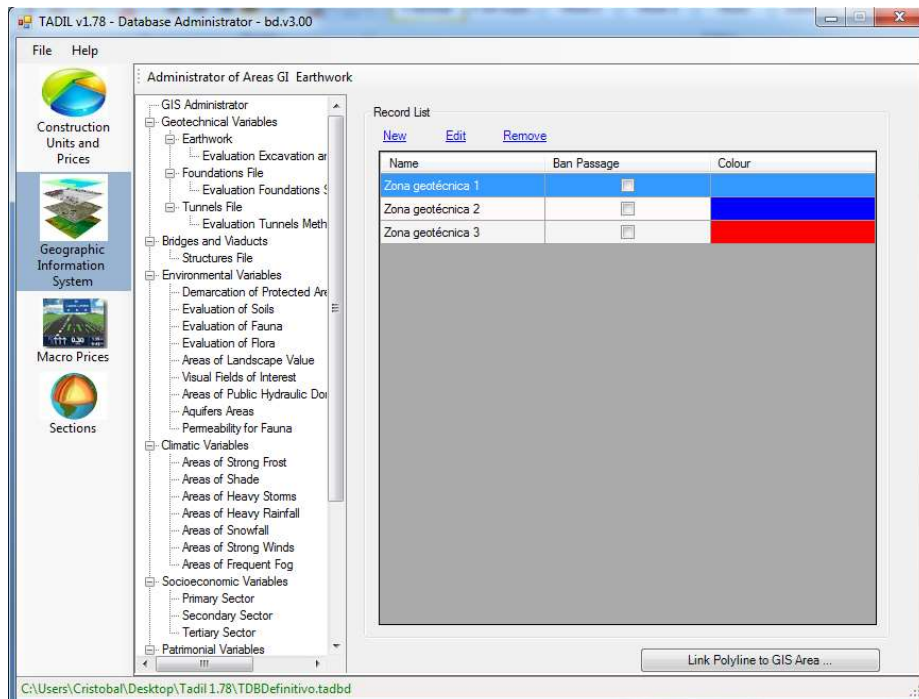 TADIL v1.78 - Database Administrator - bd.v3.00
File Help
Construction
Units and
Prices
Geographic
Information
System
Macro Prices
Sections
Administrator of Areas GI Earthwork
GIS Administrator
Geotechnical Variables
Earthwork
Evaluation Excavation ar
Foundations File
Evaluation Foundations S
Tunnels File
Evaluation Tunnels Meth
Bridges and Viaducts
Structures File
Environmental Variables
Demarcation of Protected Are
Evaluation of Soils
Evaluation of Fauna
Evaluation of Flora
Areas of Landscape Value
Visual Fields of Interest
Areas of Public Hydraulic Dor
Aquifers Areas
Permeability for Fauna
Climatic Variables
Areas of Strong Frost
Areas of Shade
Areas of Heavy Storms
Areas of Heavy Rainfall
Areas of Snowfall
Areas of Strong Winds
Areas of Frequent Fog
Socioeconomic Variables
Primary Sector
Secondary Sector
Tertiary Sector
Patrimonial Variables
Record List
New Edit Remove
Name Ban Passage Colour
Zona geotécnica 1
Zona geotécnica 2
Zona geotécnica 3
Link Polyline to GIS Area ...
C:\Users\Cristobal\Desktop\Tadil 1.78\TDBDefinitivo.tadbd